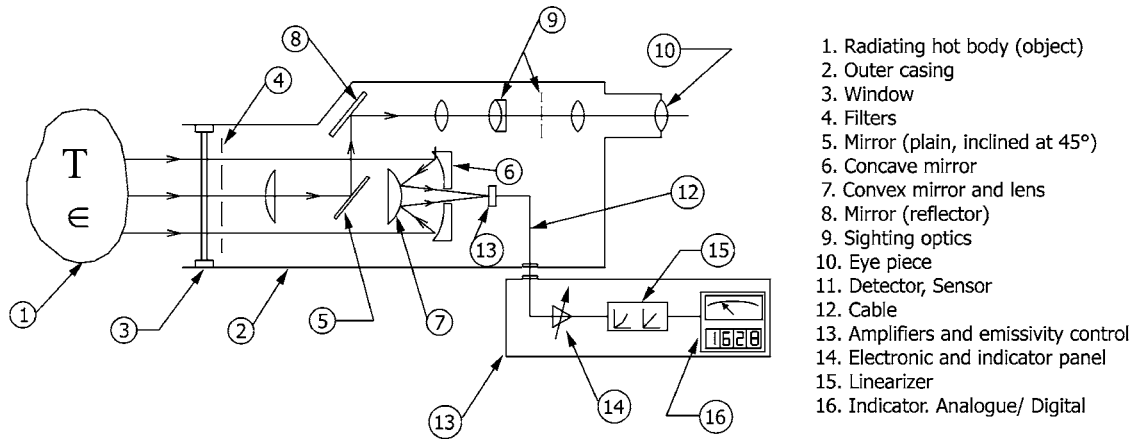 9
8
10
4
T
∈
6
12
13
15
1
3
2
5
7
1628
13
14
16
1. Radiating hot body (object)
2. Outer casing
3. Window
4. Filters
5. Mirror (plain, inclined at 45°)
6. Concave mirror
7. Convex mirror and lens
8. Mirror (reflector)
9. Sighting optics
10. Eye piece
11. Detector, Sensor
12. Cable
13. Amplifiers and emissivity control
14. Electronic and indicator panel
15. Linearizer
16. Indicator. Analogue/ Digital